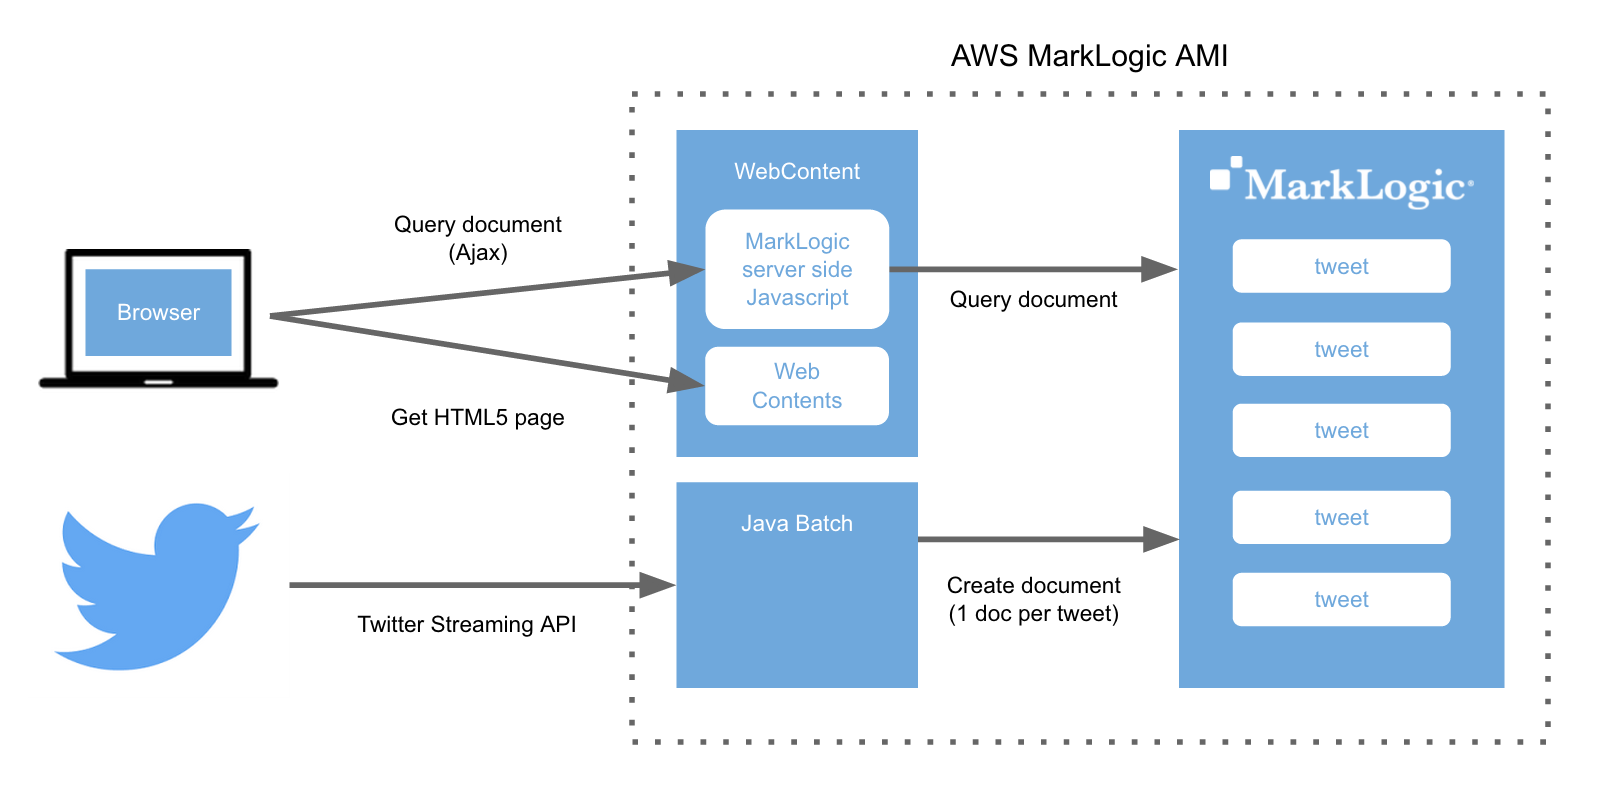 AWS MarkLogic AMI
WebContent
MarkLogic®
Query document
(Ajax)
MarkLogic
server side
Javascript
Query document
Browser
Web
Contents
Get HTML5 page
Java Batch
Twitter Streaming API
Create document
(1 doc per tweet)
tweet
tweet
tweet
tweet
tweet